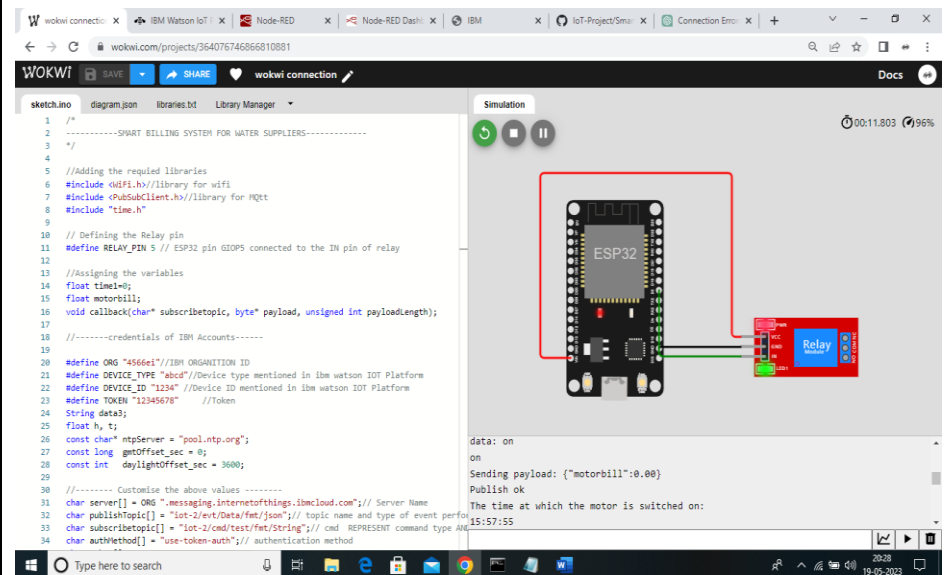 wokwi connectio
IBM Watson IoT
Node-RED
Node-RED Dashb
IBM
IoT-Project/Smar
Connection Error
wokwi.com/projects/364076746866810881
WOKWi
SAVE
SHARE
wokwi connection
Docs
sketch.ino
diagram.json
libraries.txt
Library Manager
Simulation
00:11.803
96%
1 /*
2 -----------SMART BILLING SYSTEM FOR WATER SUPPLIERS-------------
3 */
4
5 //Adding the requied libraries
6 #include <WiFi.h>//library for wifi
7 #include <PubSubClient.h>//library for MQtt
8 #include "time.h"
9
10 // Defining the Relay pin
11 #define RELAY_PIN 5 // ESP32 pin GIOP5 connected to the IN pin of relay
12
13 //Assigning the variables
14 float time1=0;
15 float motorbill;
16 void callback(char* subscribetopic, byte* payload, unsigned int payloadLength);
17
18 //-------credentials of IBM Accounts------
19
20 #define ORG "4566ei"//IBM ORGANITION ID
21 #define DEVICE_TYPE "abcd"//Device type mentioned in ibm watson IOT Platform
22 #define DEVICE_ID "1234" //Device ID mentioned in ibm watson IOT Platform
23 #define TOKEN "12345678" //Token
24 String data3;
25 float h, t;
26 const char* ntpServer = "pool.ntp.org";
27 const long gmtOffset_sec = 0;
28 const int daylightOffset_sec = 3600;
29
30 //-------- Customise the above values --------
31 char server[] = ORG ".messaging.internetofthings.ibmcloud.com";// Server Name
32 char publishTopic[] = "iot-2/evt/Data/fmt/json";// topic name and type of event perfo
33 char subscribetopic[] = "iot-2/cmd/test/fmt/String";// cmd REPRESENT command type AND
34 char authMethod[] = "use-token-auth";// authentication method
ESP32
PWR
VCC
GND
IN
LED1
Relay
Module
NO COM NC
data: on
on
Sending payload: {"motorbill":0.00}
Publish ok
The time at which the motor is switched on:
15:57:55
Type here to search
20:28
19-05-2023